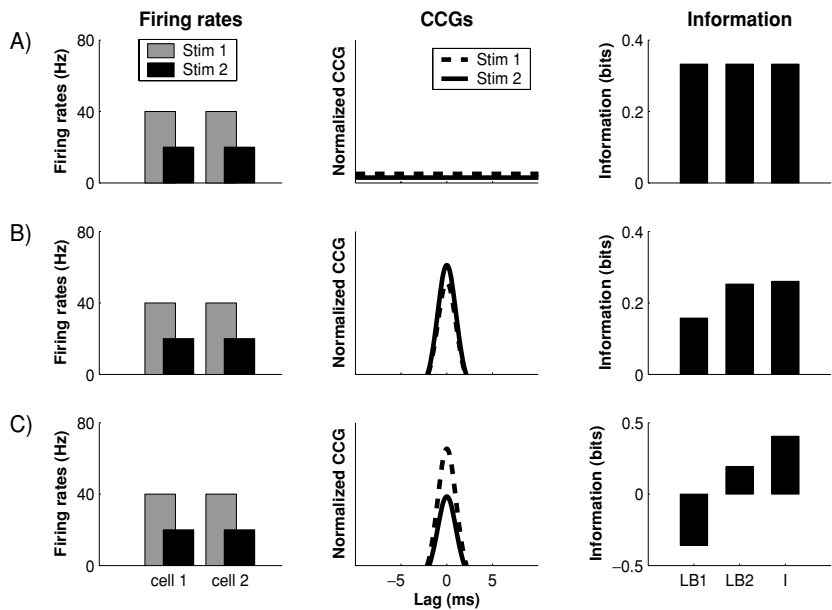 Firing rates CCGs Information
A)
Firing rates (Hz)
80
40
0
Stim 1
Stim 2
Normalized CCG
Stim 1
Stim 2
Information (bits)
0.4
0.2
0
B)
Firing rates (Hz)
80
40
0
Normalized CCG
Information (bits)
0.4
0.2
0
C)
Firing rates (Hz)
80
40
0
cell 1 cell 2
Normalized CCG
−5 0 5
Lag (ms)
Information (bits)
0.5
0
−0.5
LB1 LB2 I